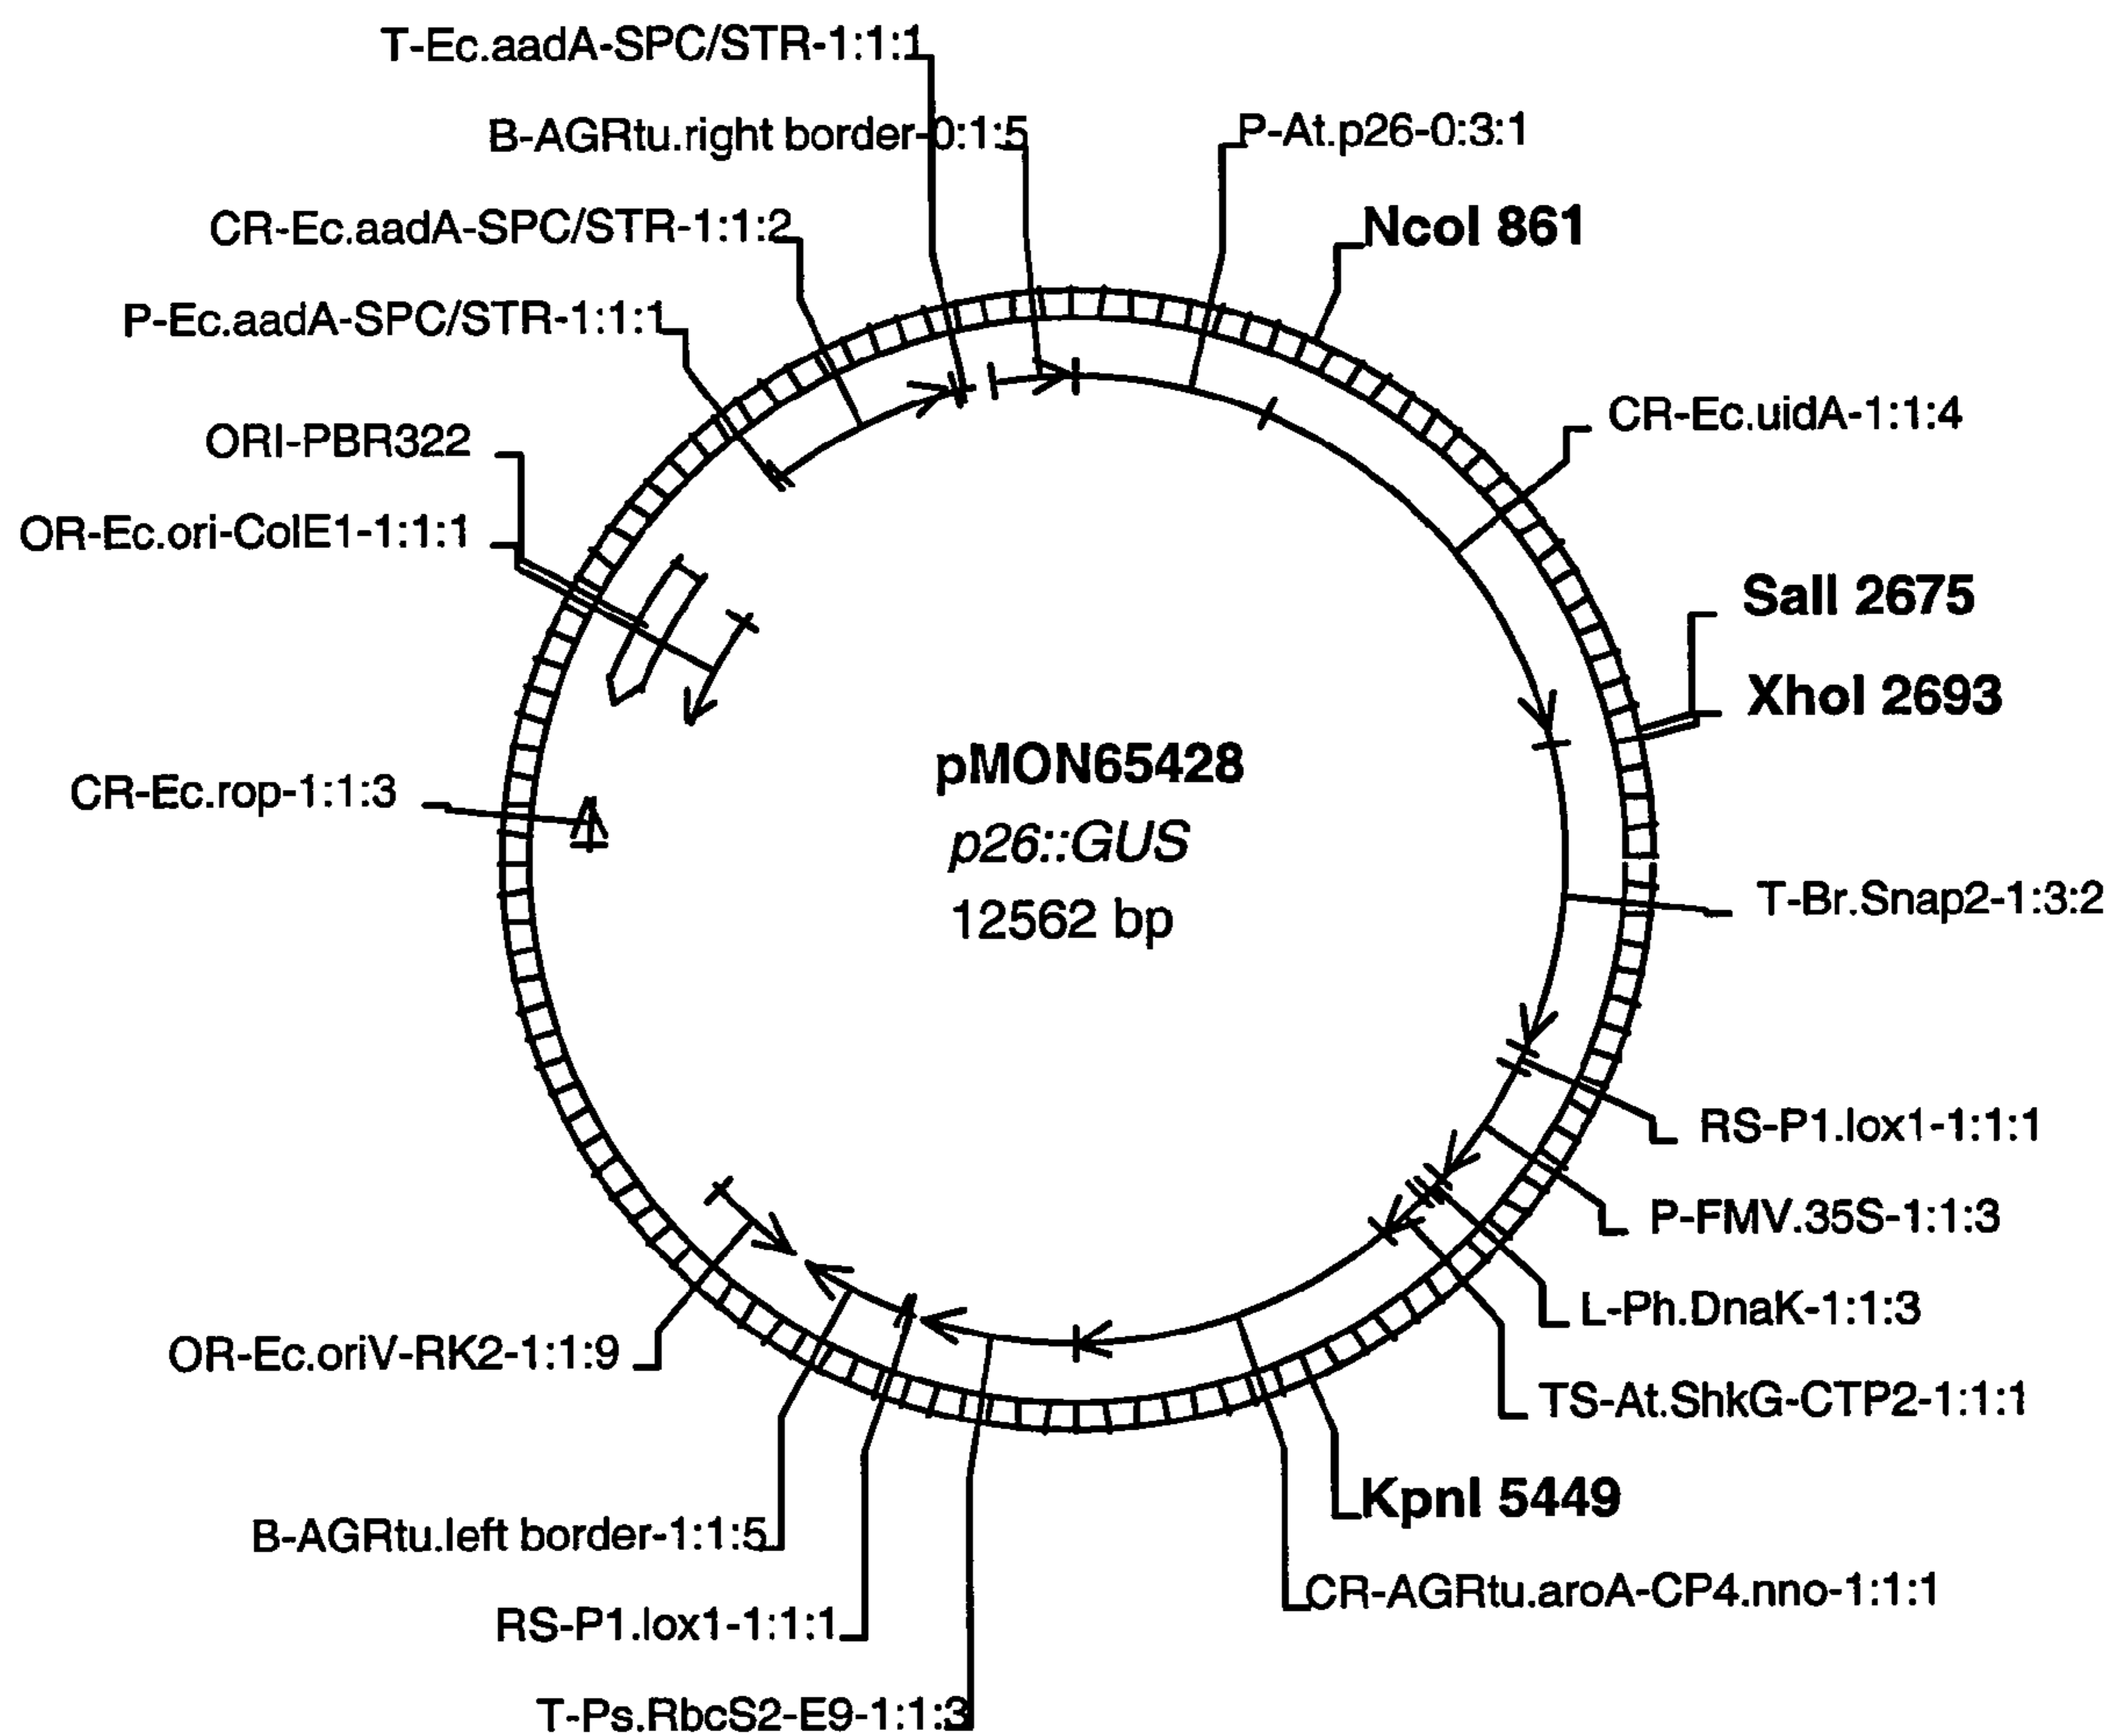 T-Ec.aadA-SPC/STR-1:1:1
B-AGRtu.right border-0:1:5
P-At.p26-0:3:1
CR-Ec.aadA-SPC/STR-1:1:2
NcoI 861
P-Ec.aadA-SPC/STR-1:1:1
CR-Ec.uidA-1:1:4
ORI-PBR322
OR-Ec.ori-ColE1-1:1:1
SalI 2675
XhoI 2693
pMON65428
CR-Ec.rop-1:1:3
p26::GUS
12562 bp
T-Br.Snap2-1:3:2
RS-P1.lox1-1:1:1
P-FMV.35S-1:1:3
L-Ph.DnaK-1:1:3
OR-Ec.oriV-RK2-1:1:9
TS-At.ShkG-CTP2-1:1:1
KpnI 5449
B-AGRtu.left border-1:1:5
CR-AGRtu.aroA-CP4.nno-1:1:1
RS-P1.lox1-1:1:1
T-Ps.RbcS2-E9-1:1:3